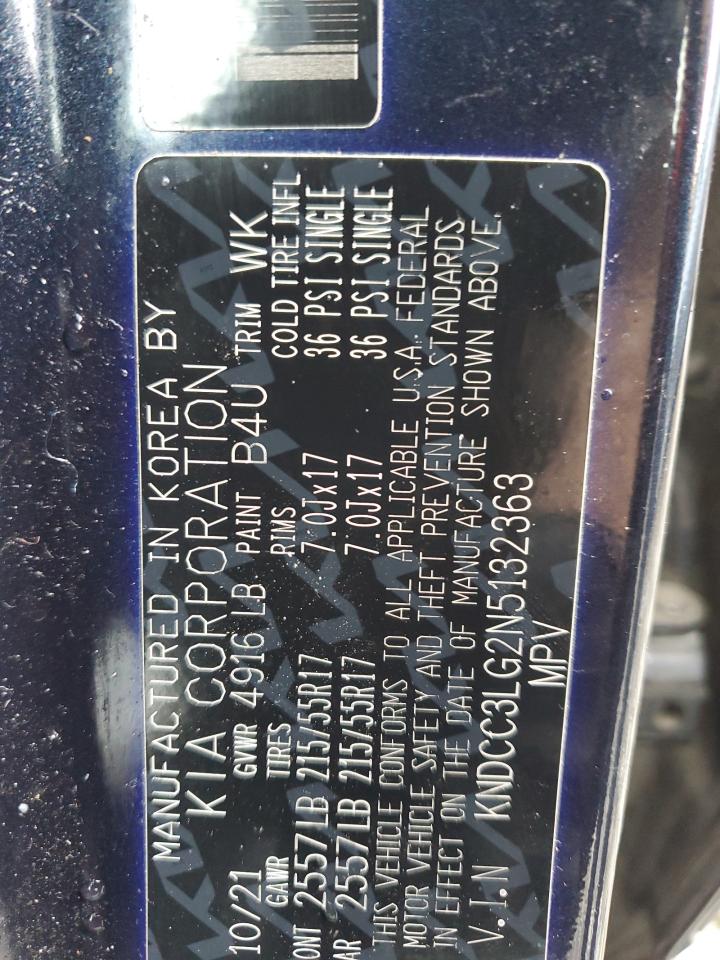 MANUFACTURED IN KOREA BY
KIA CORPORATION
10/21 GVWR 4916 LB PAINT B4U TRIM WK
GAWR TIRES RIMS COLD TIRE INFL
ONT 2557LB 215/55R17 7.0Jx17 36 PSI SINGLE
AR 2557LB 215/55R17 7.0Jx17 36 PSI SINGLE
THIS VEHICLE CONFORMS TO ALL APPLICABLE U.S.A. FEDERAL
MOTOR VEHICLE SAFETY AND THEFT PREVENTION STANDARDS
IN EFFECT ON THE DATE OF MANUFACTURE SHOWN ABOVE.
V.I.N KNDCC3LG2N5132363
MPV